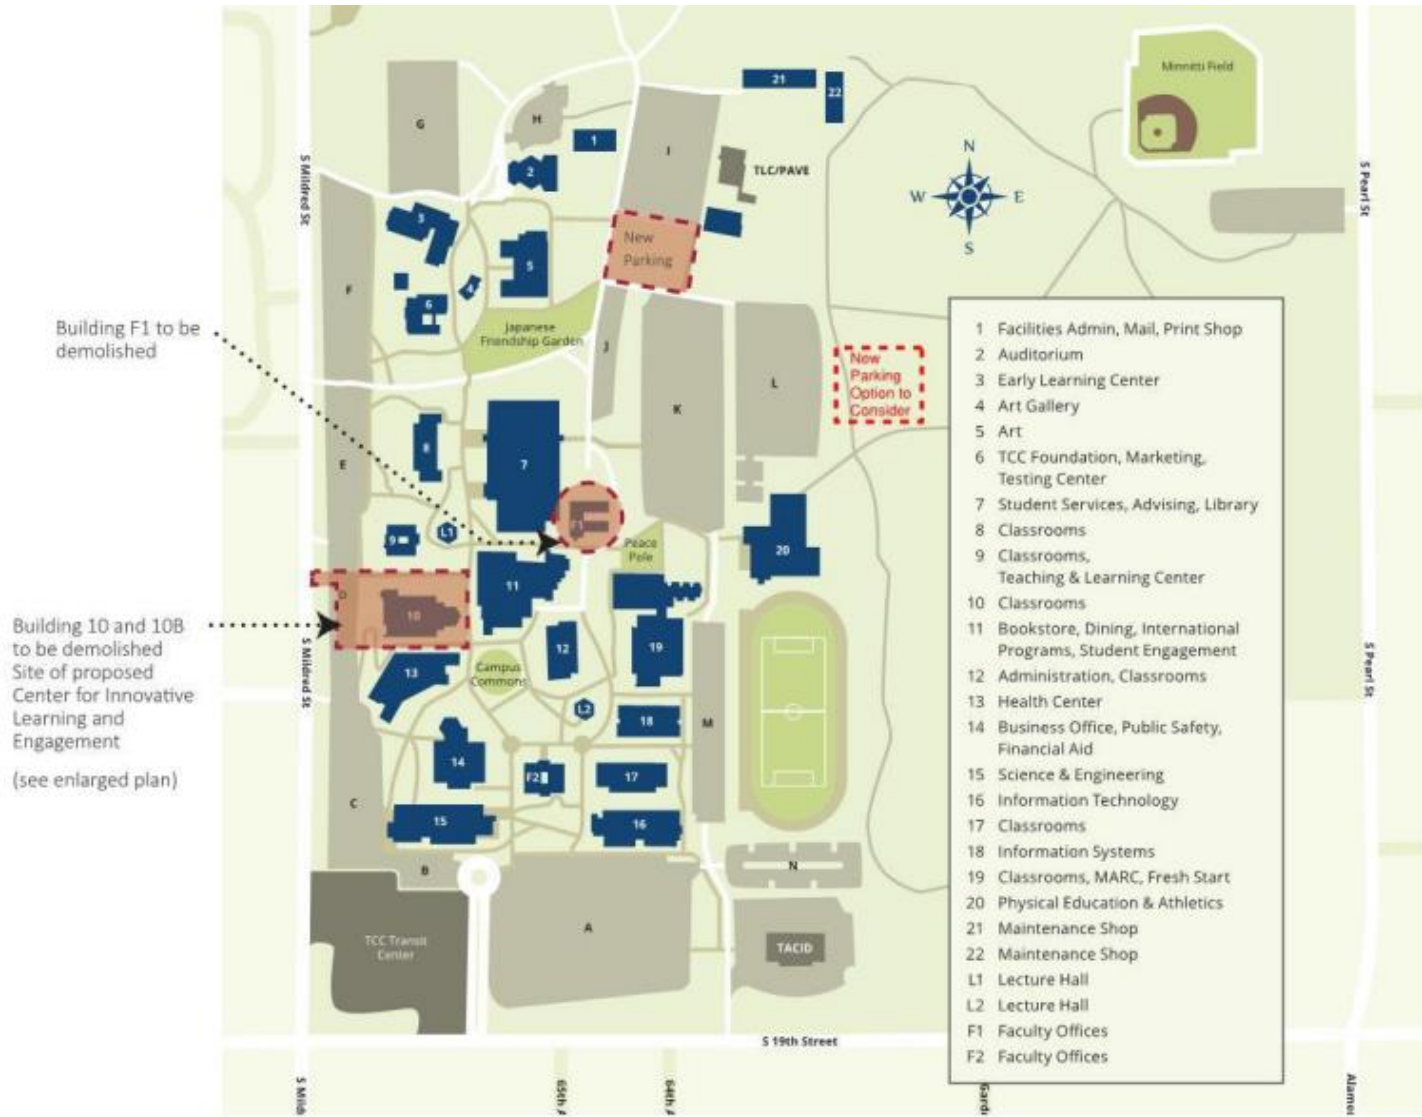 Building F1 to be
demolished
Building 10 and 10B
to be demolished
Site of proposed
Center for Innovative
Learning and
Engagement
(see enlarged plan)
G
H
1
2
I
21
22
TLC/PAVE
Minnitti Field
N
W
E
S
S Mildred St
S Pearl St
3
4
5
6
F
New
Parking
Japanese
Friendship Garden
J
K
L
New
Parking
Option to
Consider
E
7
8
9
L1
F1
Peace
Pole
20
11
D
10
S Mildred St
S Pearl St
12
19
13
Campus
Commons
L2
18
M
14
F2
17
C
15
16
B
N
A
TCC Transit
Center
TACID
S 19th Street
1 Facilities Admin, Mail, Print Shop
2 Auditorium
3 Early Learning Center
4 Art Gallery
5 Art
6 TCC Foundation, Marketing,
Testing Center
7 Student Services, Advising, Library
8 Classrooms
9 Classrooms,
Teaching & Learning Center
10 Classrooms
11 Bookstore, Dining, International
Programs, Student Engagement
12 Administration, Classrooms
13 Health Center
14 Business Office, Public Safety,
Financial Aid
15 Science & Engineering
16 Information Technology
17 Classrooms
18 Information Systems
19 Classrooms, MARC, Fresh Start
20 Physical Education & Athletics
21 Maintenance Shop
22 Maintenance Shop
L1 Lecture Hall
L2 Lecture Hall
F1 Faculty Offices
F2 Faculty Offices
S Mild
65th A
64th A
Gard
Alame